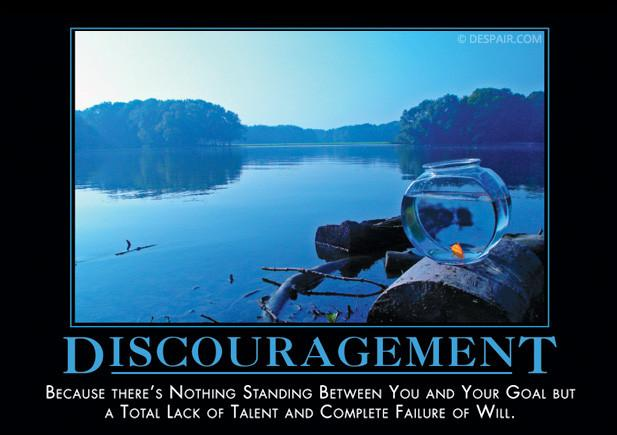 © DESPAIR.COM
DISCOURAGEMENT
BECAUSE THERE'S NOTHING STANDING BETWEEN YOU AND YOUR GOAL BUT
A TOTAL LACK OF TALENT AND COMPLETE FAILURE OF WILL.